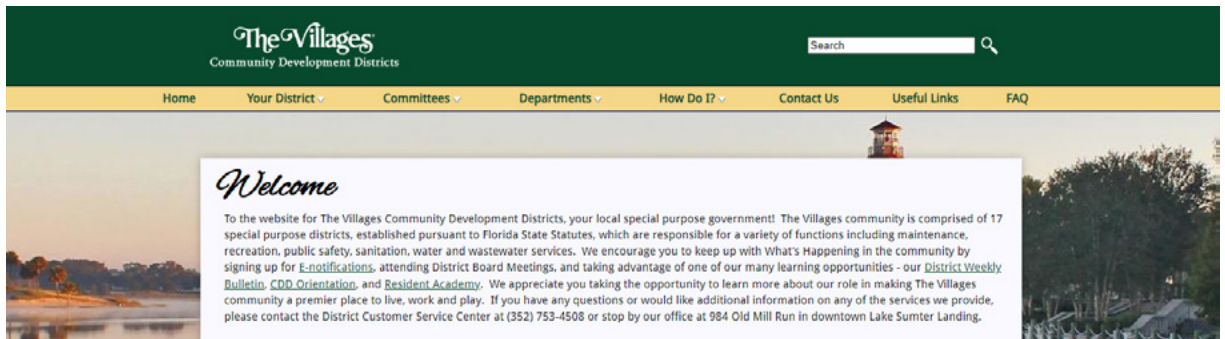 The Villages
Community Development Districts
Search
Home Your District Committees Departments How Do I? Contact Us Useful Links FAQ
Welcome
To the website for The Villages Community Development Districts, your local special purpose government! The Villages community is comprised of 17
special purpose districts, established pursuant to Florida State Statutes, which are responsible for a variety of functions including maintenance,
recreation, public safety, sanitation, water and wastewater services. We encourage you to keep up with What's Happening in the community by
signing up for E-notifications, attending District Board Meetings, and taking advantage of one of our many learning opportunities - our District Weekly
Bulletin, CDD Orientation, and Resident Academy. We appreciate you taking the opportunity to learn more about our role in making The Villages
community a premier place to live, work and play. If you have any questions or would like additional information on any of the services we provide,
please contact the District Customer Service Center at (352) 753-4508 or stop by our office at 984 Old Mill Run in downtown Lake Sumter Landing.